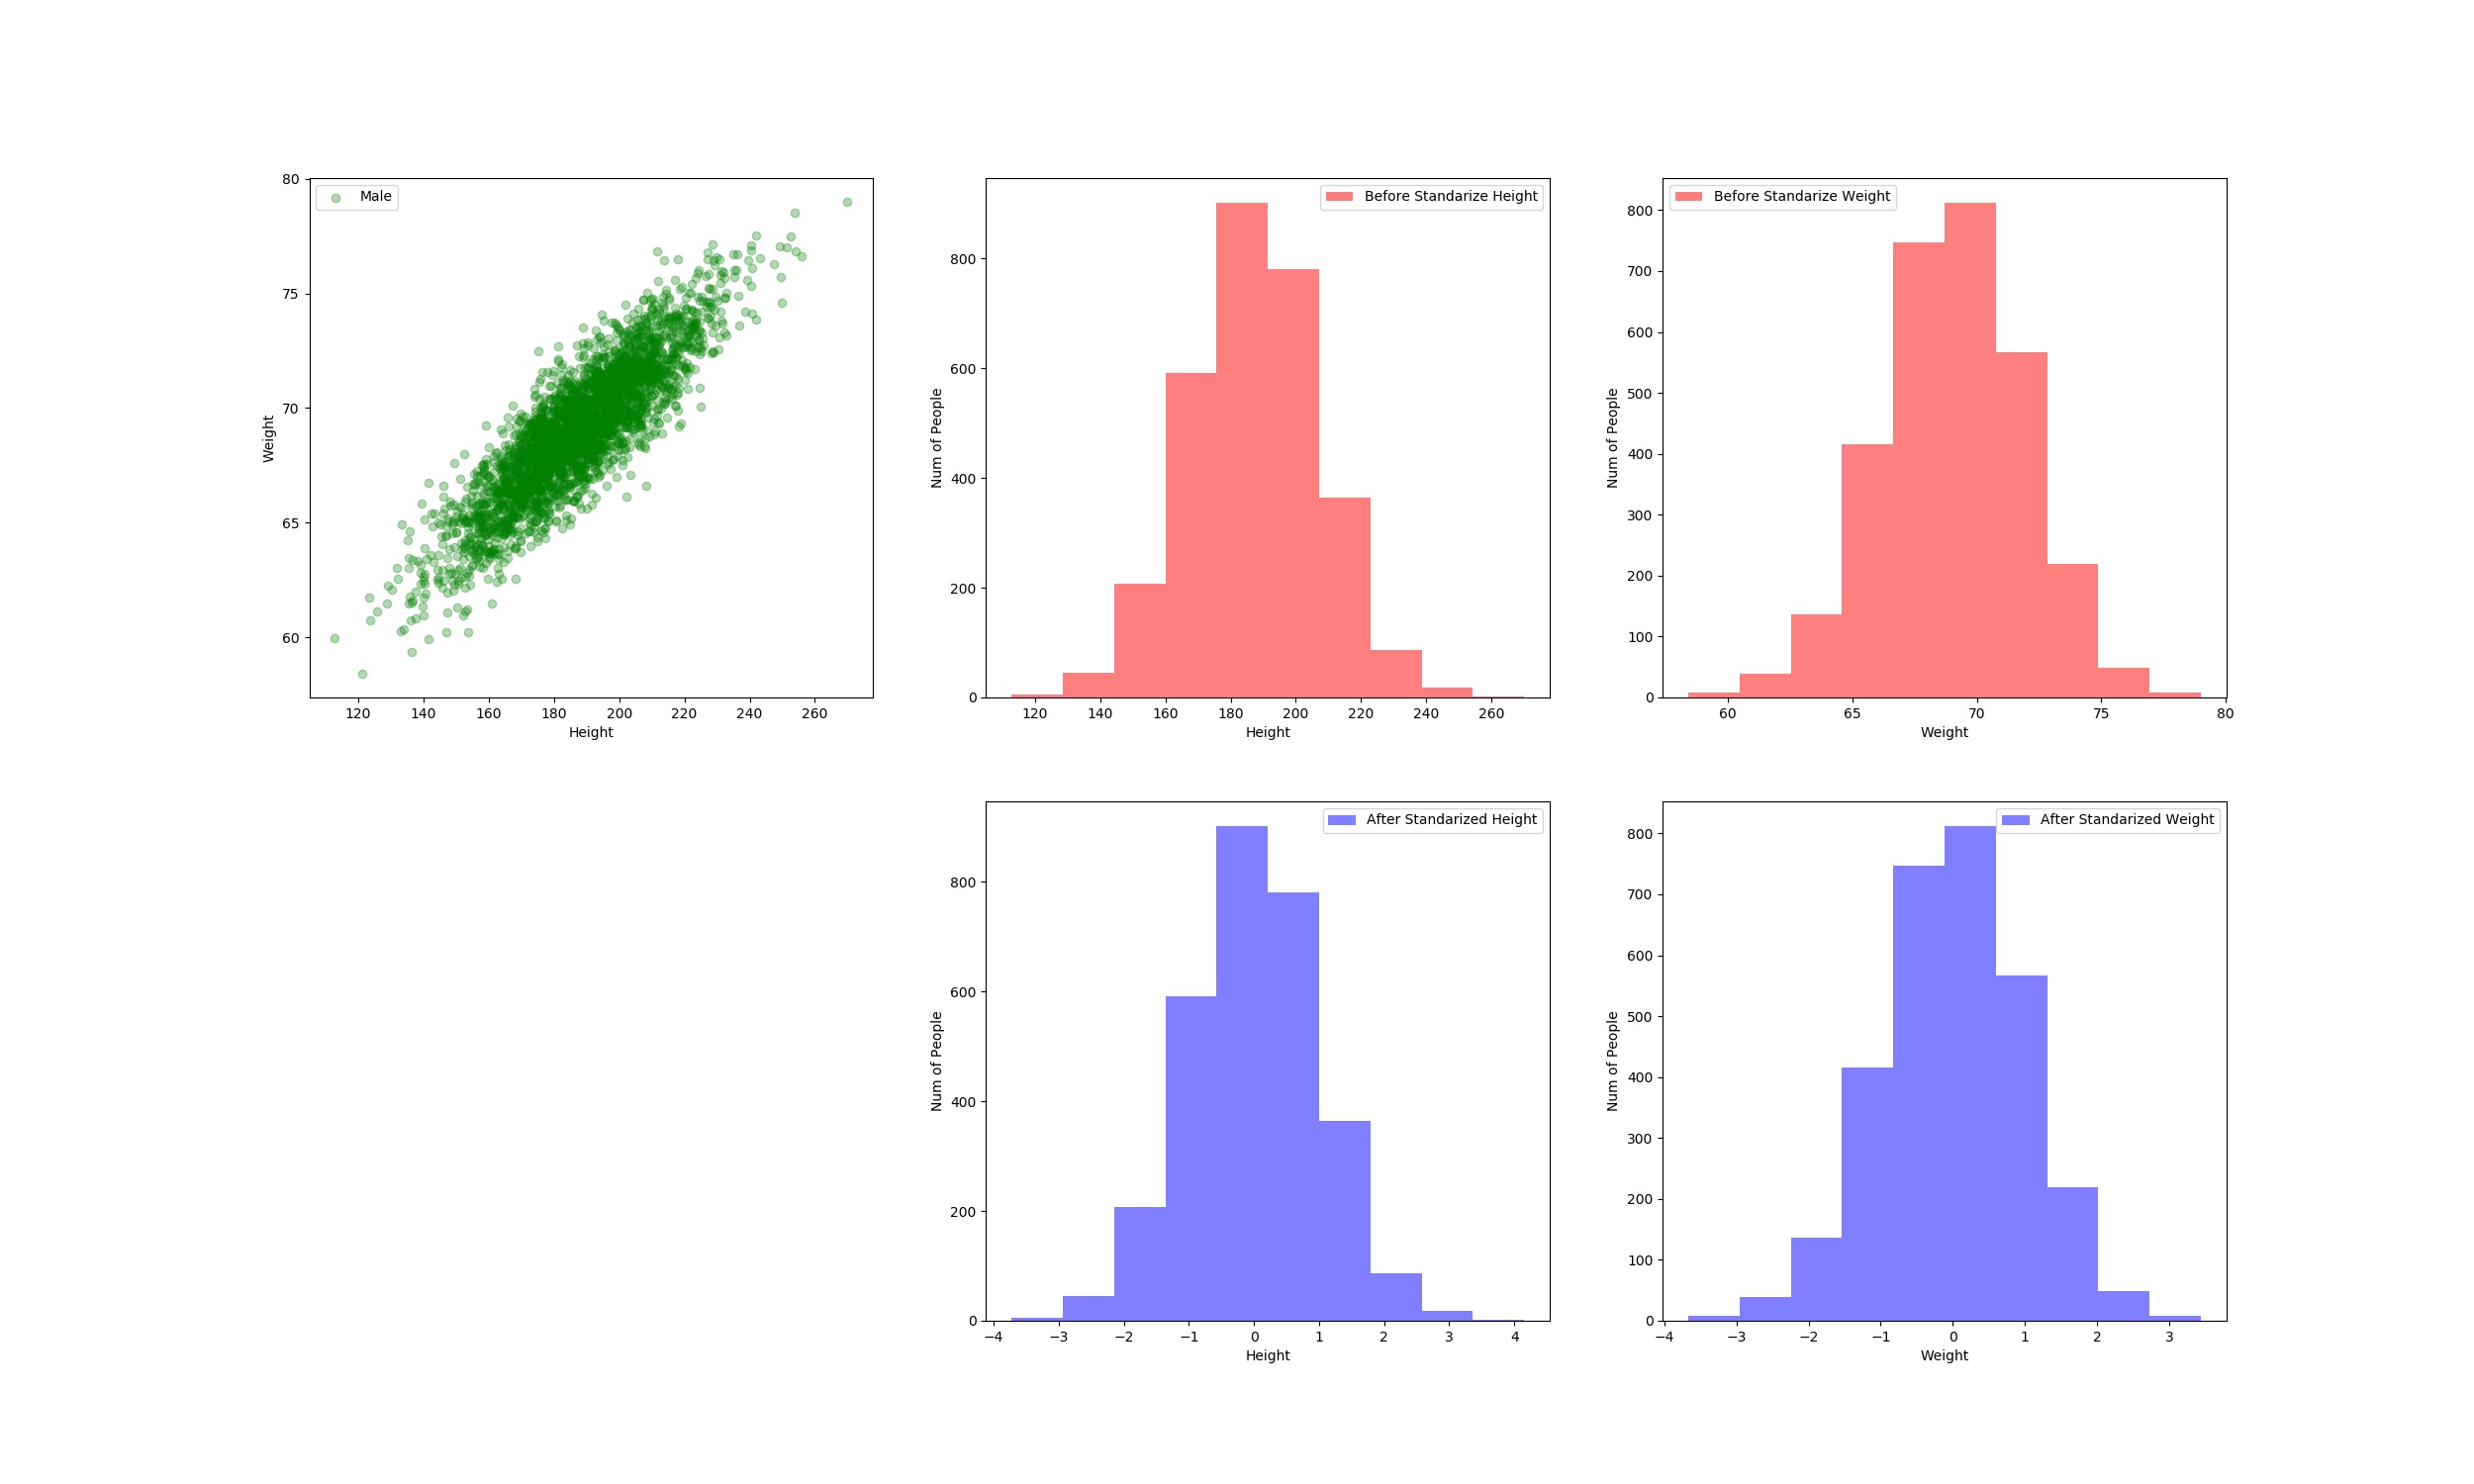 Male
80
75
70
65
60
Weight
120 140 160 180 200 220 240 260
Height
Before Standarize Height
800
600
400
200
0
Num of People
120 140 160 180 200 220 240 260
Height
Before Standarize Weight
800
700
600
500
400
300
200
100
0
Num of People
60 65 70 75 80
Weight
After Standarized Height
800
600
400
200
0
Num of People
−4 −3 −2 −1 0 1 2 3 4
Height
After Standarized Weight
800
700
600
500
400
300
200
100
0
Num of People
−4 −3 −2 −1 0 1 2 3
Weight